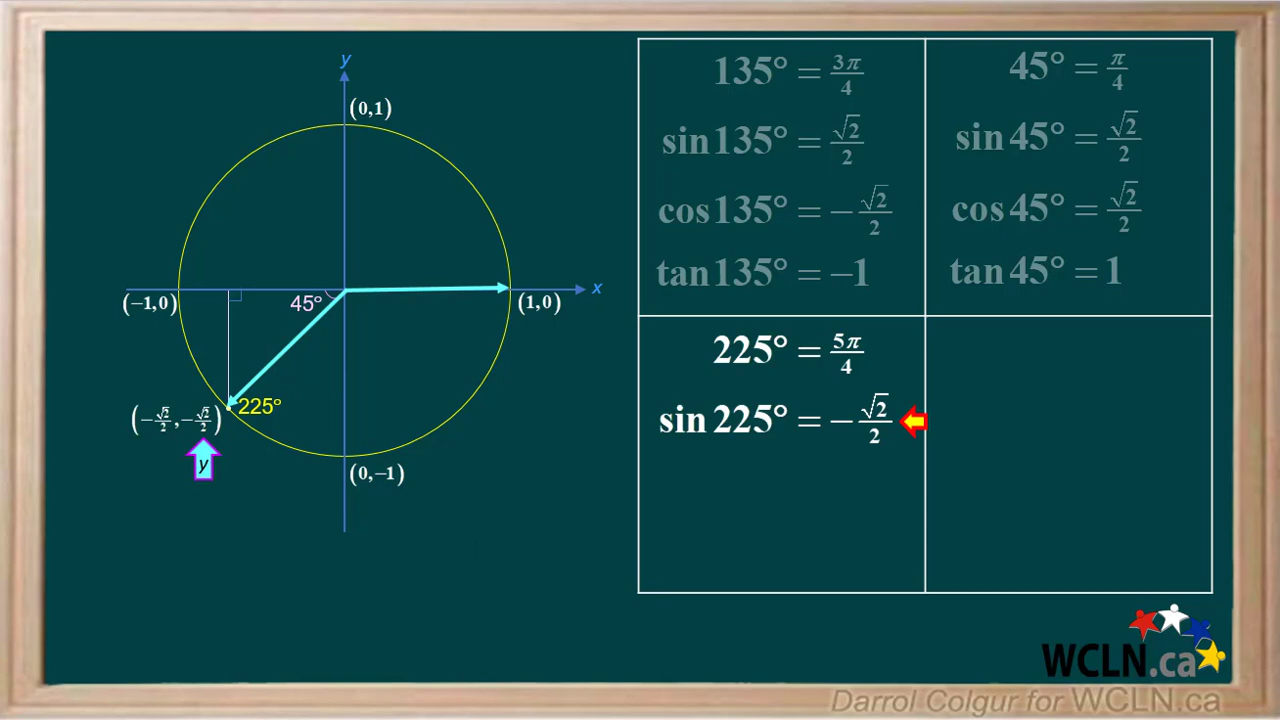 y
(0,1)
(−1,0)
45°
(1,0)
x
225°
(−√2/2, −√2/2)
y
(0,−1)
135° = 3π/4
sin 135° = √2/2
cos 135° = −√2/2
tan 135° = −1
45° = π/4
sin 45° = √2/2
cos 45° = √2/2
tan 45° = 1
225° = 5π/4
sin 225° = −√2/2
WCLN.ca
Darrol Colgur for WCLN.ca